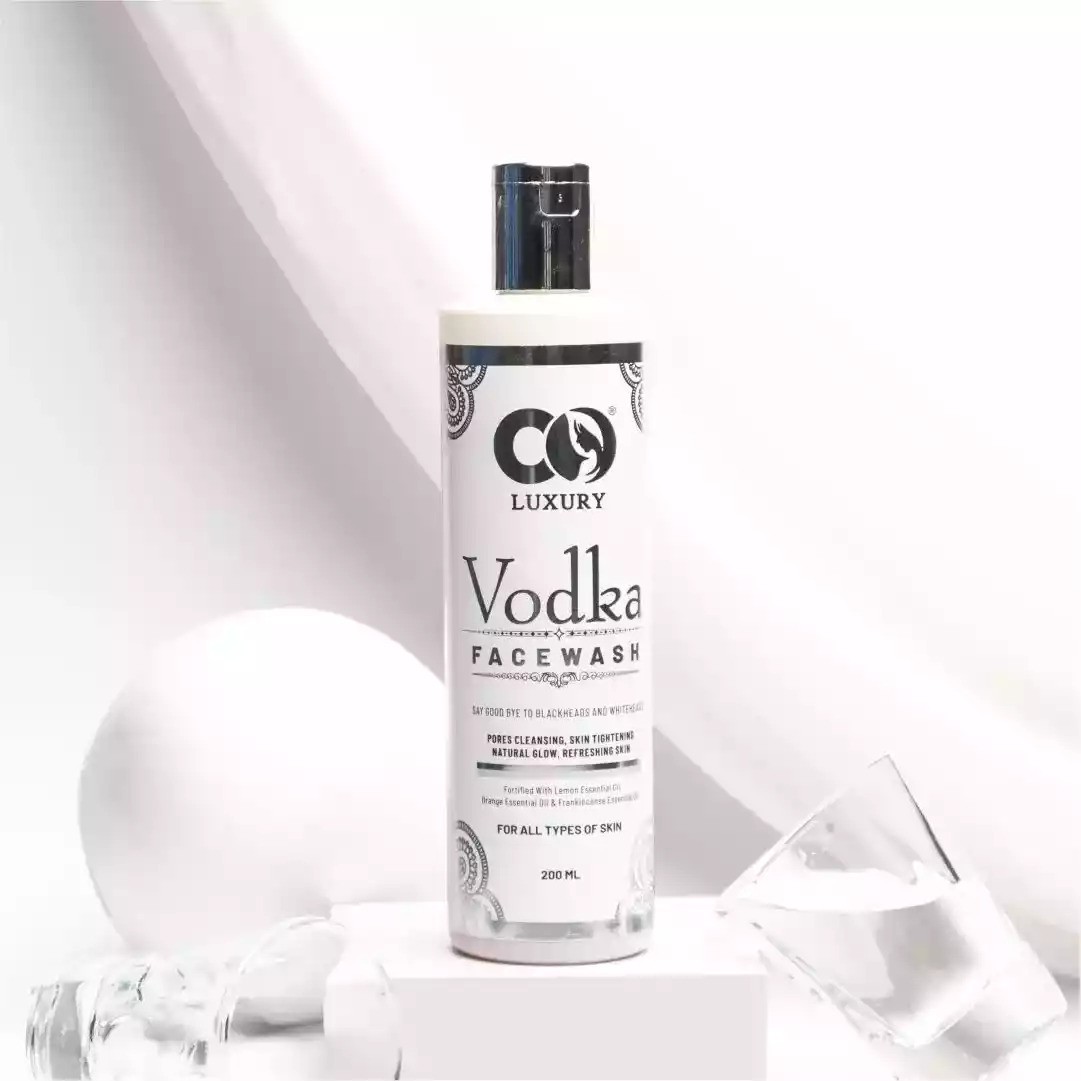 CO®
LUXURY
Vodka
FACEWASH
SAY GOOD BYE TO BLACKHEADS AND WHITEHEADS
PORES CLEANSING, SKIN TIGHTENING
NATURAL GLOW, REFRESHING SKIN
Fortified With Lemon Essential Oil
Orange Essential Oil & Frankincense Essential Oil
FOR ALL TYPES OF SKIN
200 ML